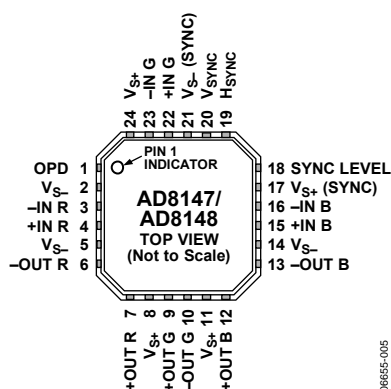 24 VS+
23 –IN G
22 +IN G
21 VS– (SYNC)
20 VSYNC
19 HSYNC
PIN 1
INDICATOR
OPD 1
VS– 2
–IN R 3
+IN R 4
VS– 5
–OUT R 6
AD8147/
AD8148
TOP VIEW
(Not to Scale)
18 SYNC LEVEL
17 VS+ (SYNC)
16 –IN B
15 +IN B
14 VS–
13 –OUT B
+OUT R 7
VS+ 8
+OUT G 9
–OUT G 10
VS+ 11
+OUT B 12
06655-005